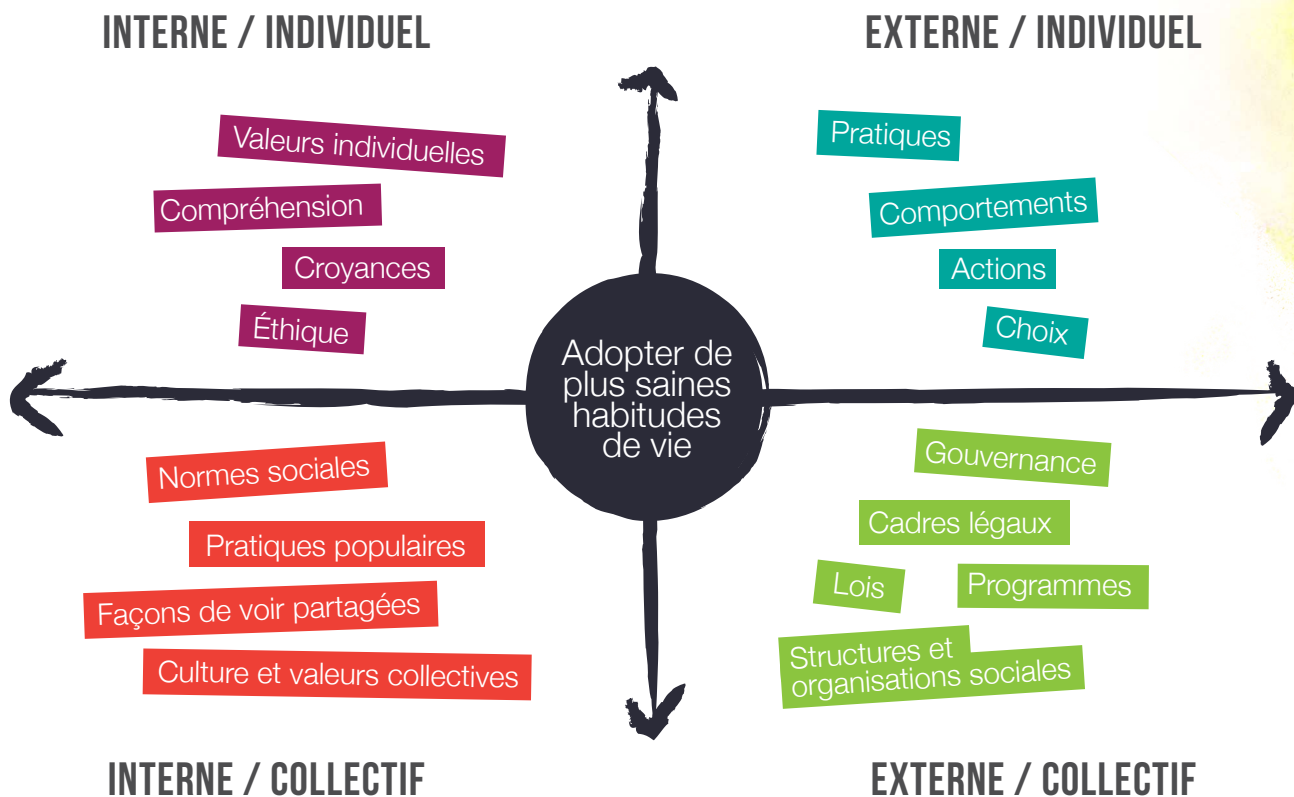 INTERNE / INDIVIDUEL
EXTERNE / INDIVIDUEL
Valeurs individuelles
Compréhension
Croyances
Éthique
Pratiques
Comportements
Actions
Choix
Adopter de
plus saines
habitudes
de vie
Normes sociales
Pratiques populaires
Façons de voir partagées
Culture et valeurs collectives
Gouvernance
Cadres légaux
Lois
Programmes
Structures et
organisations sociales
INTERNE / COLLECTIF
EXTERNE / COLLECTIF